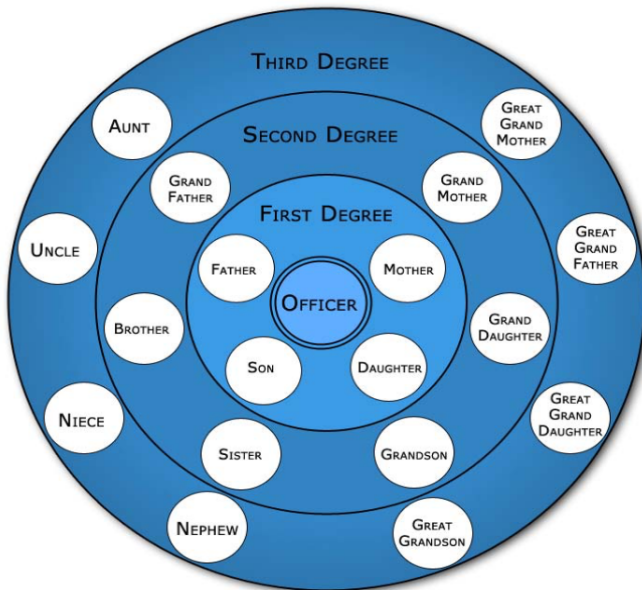 Third Degree
Aunt
Great
Grand
Mother
Second Degree
Grand
Father
Grand
Mother
First Degree
Uncle
Great
Grand
Father
Father
Mother
Officer
Brother
Grand
Daughter
Son
Daughter
Niece
Great
Grand
Daughter
Sister
Grandson
Nephew
Great
Grandson